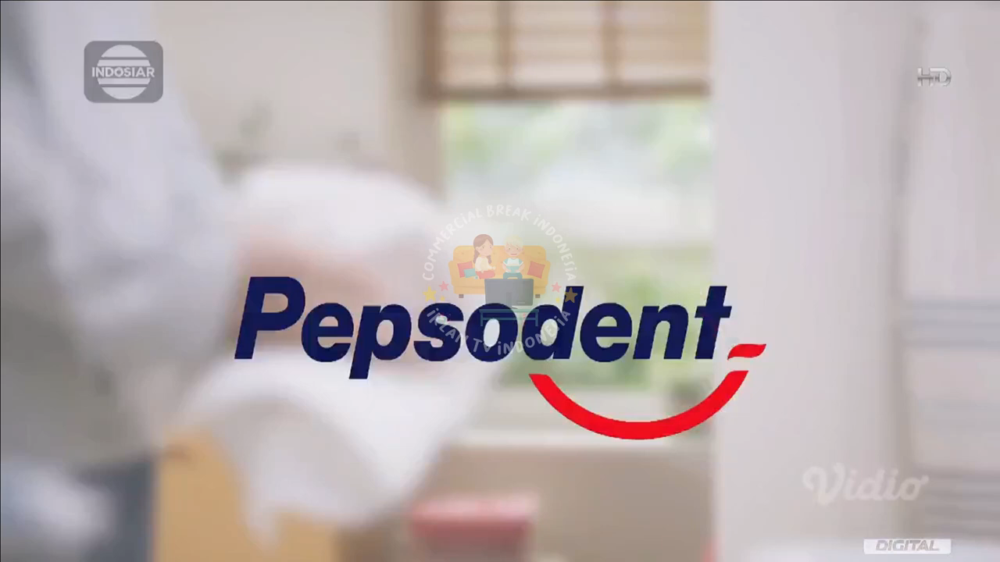 INDOSIAR
HD
COMMERCIAL BREAK iNDONESiA
Pepsodent
iKLAN TV iNDONESiA
Vidio
DIGITAL